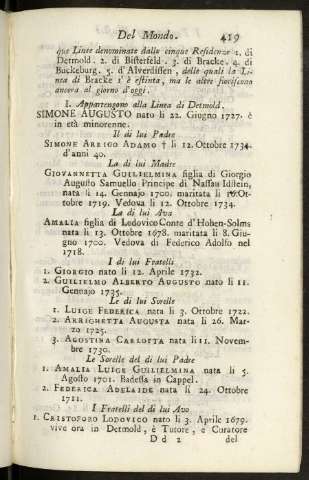 Del Mondo. 419
que Linee denominate dalle cinque Residenze 1. di
Detmold. 2. di Bisterfeld. 3. di Bracke. 4. di
Buckeburg. 5. d'Alverdissen, delle quali la Li-
nea di Bracke s'è estinta, ma le altre fioriscono
ancora al giorno d'oggi.
I. Appartengono alla Linea di Detmold.
SIMONE AUGUSTO nato li 22. Giugno 1727. è
in età minorenne.
Il di lui Padre
SIMONE ARRIGO ADAMO † li 12. Ottobre 1734.
d'anni 40.
La di lui Madre
GIOVANNETTA GUILIELMINA figlia di Giorgio
Augusto Samuello Principe di Nassau Idstein,
nata li 14. Gennajo 1700. maritata li Ot-
tobre 1719. Vedova li 12. Ottobre 1734.
La di lui Ava
AMALIA figlia di Lodovico Conte d'Hohen-Solms
nata li 13. Ottobre 1678. maritata li 8. Giu-
gno 1700. Vedova di Federico Adolfo nel
1718.
I di lui Fratelli
1. GIORGIO nato li 12. Aprile 1732.
2. GUILIELMO ALBERTO AUGUSTO nato li 11.
Gennajo 1735.
Le di lui Sorelle
1. LUIGE FEDERICA nata li 3. Ottobre 1722.
2. ARRIGHETTA AUGUSTA nata li 26. Mar-
zo 1725.
3. AGOSTINA CARLOTTA nata li 11. Novem-
bre 1730.
Le Sorelle del di lui Padre
1. AMALIA LUIGE GUILIELMINA nata li 5.
Agosto 1701. Badessa in Cappel.
2. FEDERICA ADELAIDE nata li 24. Ottobre
1711.
I Fratelli del di lui Avo
1. CRISTOFORO LODOVICO nato li 3. Aprile 1679.
vive ora in Detmold, è Tutore, e Curatore
D d 2 del